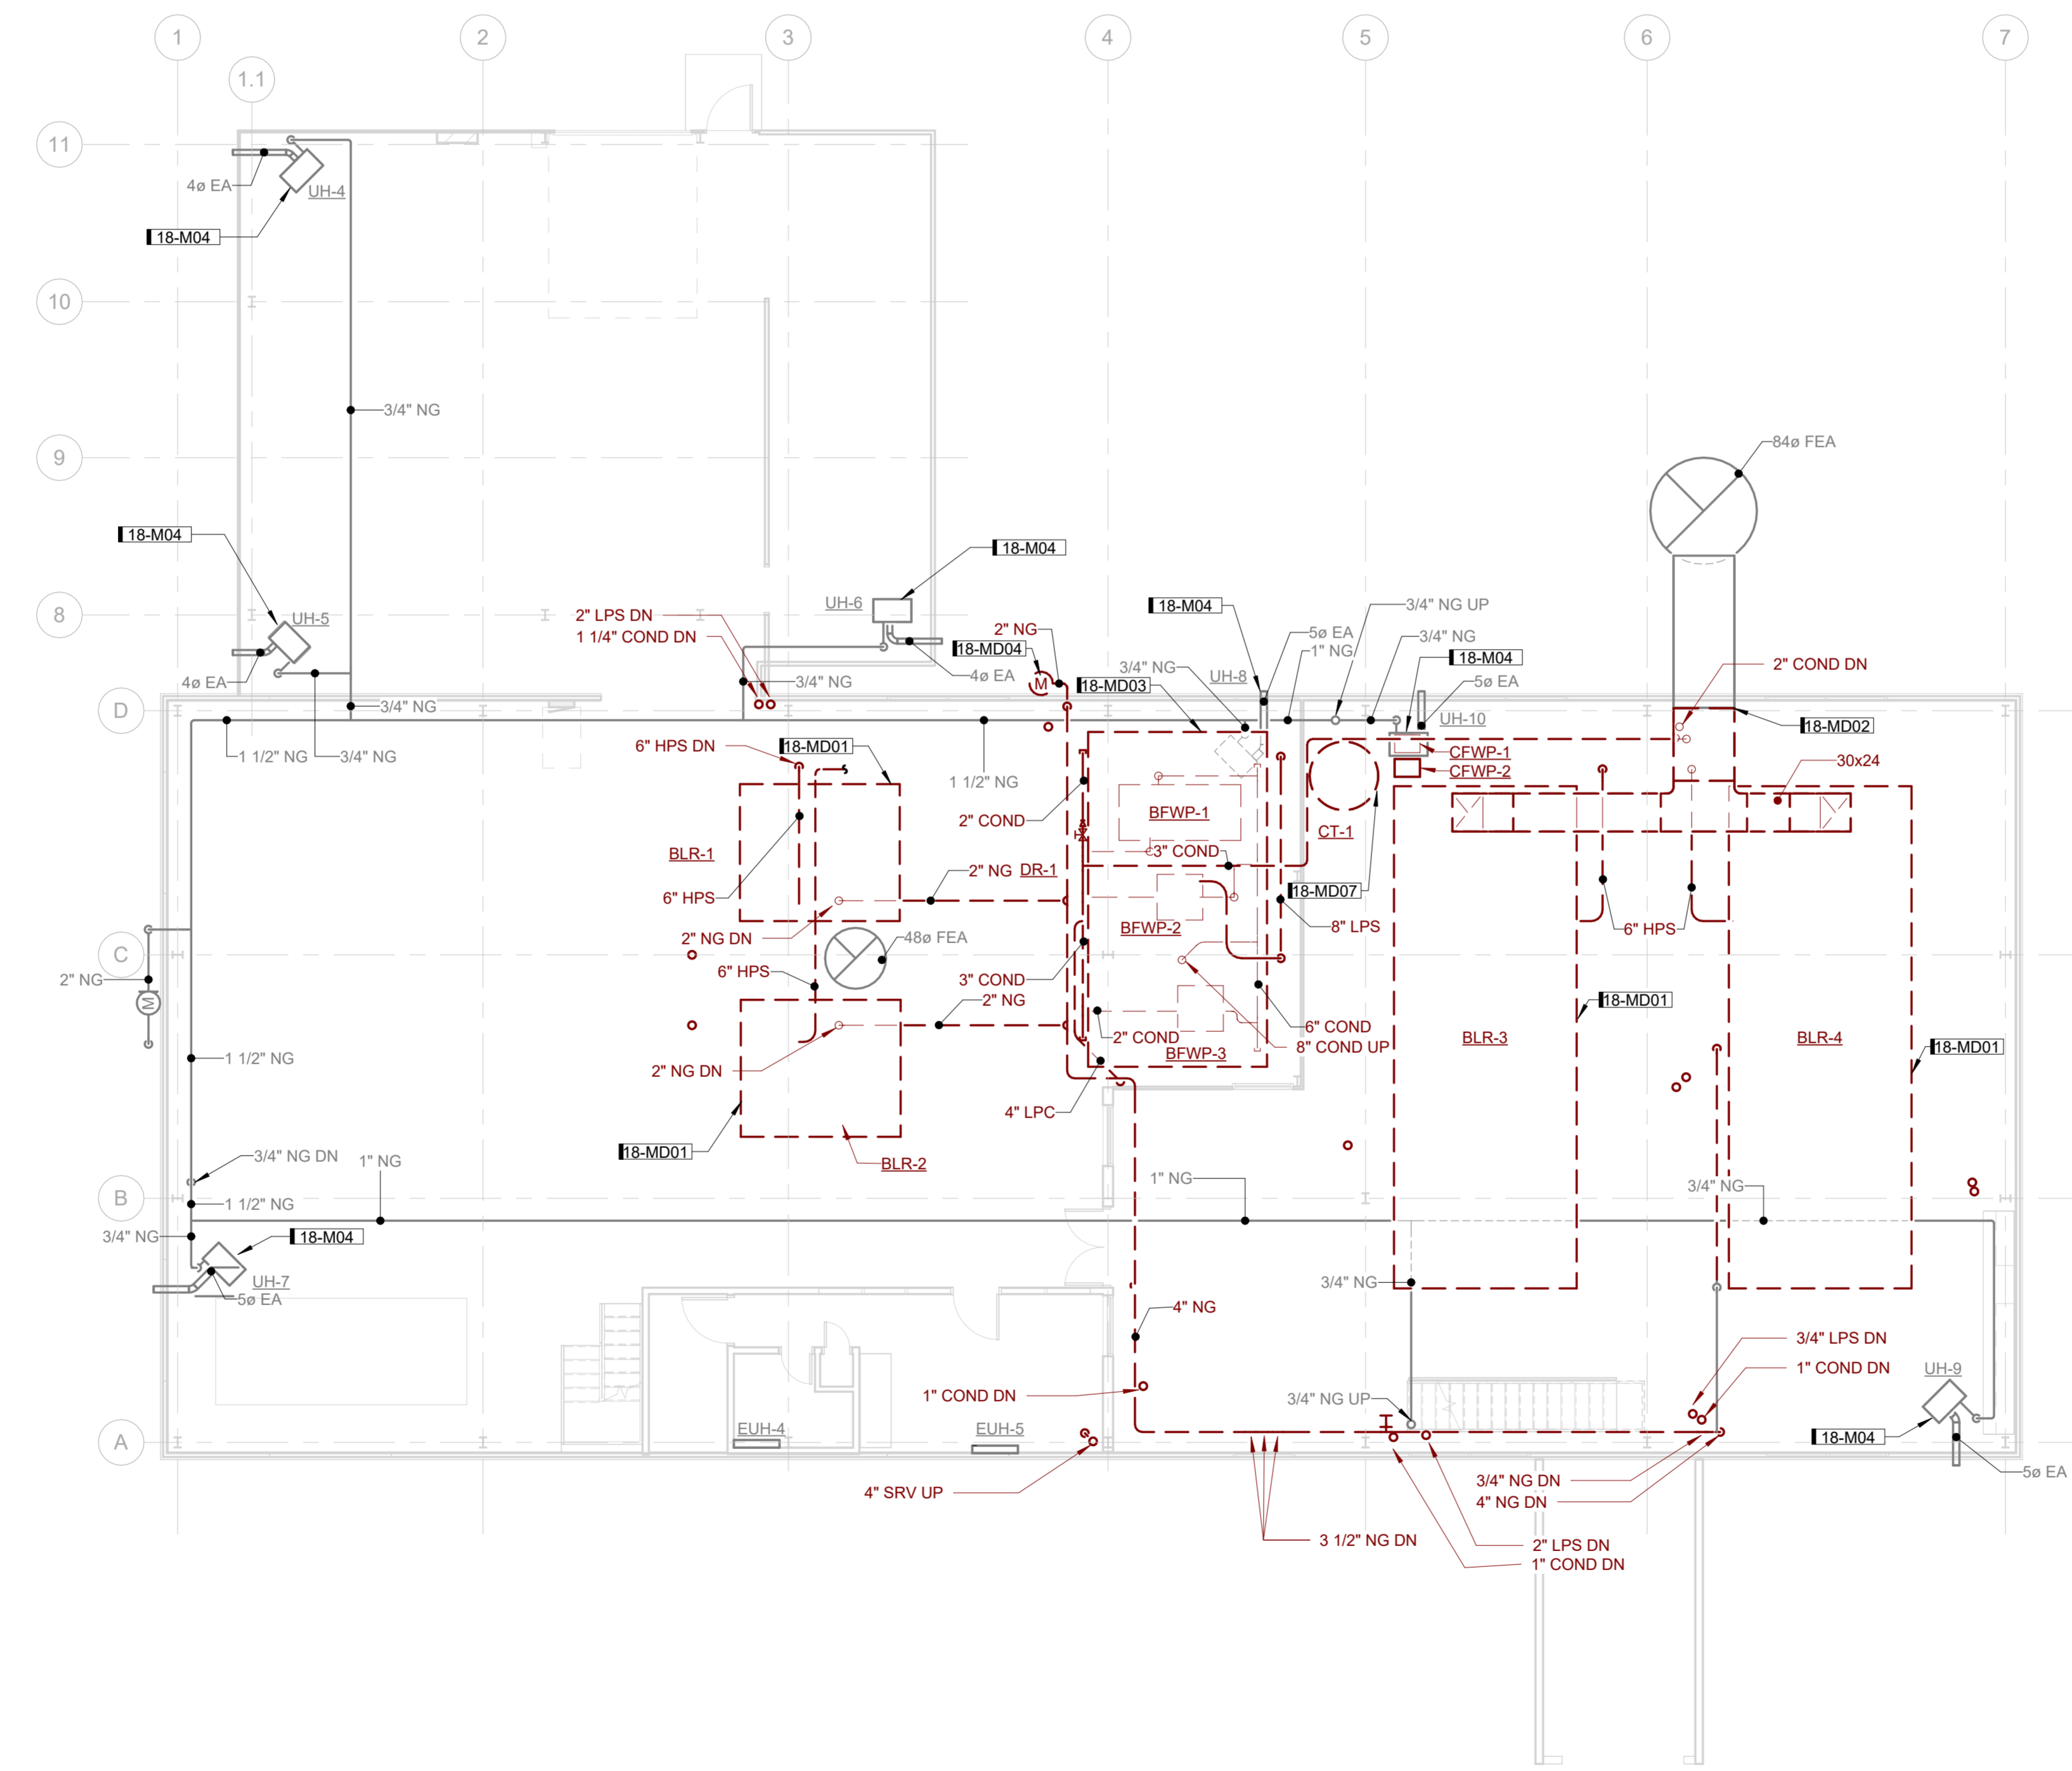 1
2
3
4
5
6
7
1.1
11
4ø EA
UH-4
18-M04
10
3/4" NG
84ø FEA
9
18-M04
18-M04
8
UH-5
UH-6
18-M04
3/4" NG UP
2" LPS DN
1 1/4" COND DN
2" NG
5ø EA
3/4" NG
18-MD04
1" NG
18-M04
3/4" NG
UH-8
2" COND DN
4ø EA
3/4" NG
4ø EA
M
18-MD03
5ø EA
3/4" NG
D
UH-10
18-MD02
1 1/2" NG
3/4" NG
6" HPS DN
18-MD01
1 1/2" NG
CFWP-1
CFWP-2
30x24
2" COND
BFWP-1
CT-1
BLR-1
3" COND
2" NG
DR-1
18-MD07
6" HPS
2" NG DN
48ø FEA
BFWP-2
8" LPS
6" HPS
C
2" NG
6" HPS
3" COND
2" NG
18-MD01
M
6" COND
2" COND
8" COND UP
BFWP-3
BLR-3
BLR-4
18-MD01
1 1/2" NG
2" NG DN
4" LPC
18-MD01
BLR-2
3/4" NG DN
1" NG
1" NG
3/4" NG
B
1 1/2" NG
3/4" NG
18-M04
UH-7
5ø EA
3/4" NG
4" NG
3/4" LPS DN
1" COND DN
UH-9
1" COND DN
3/4" NG UP
EUH-4
EUH-5
A
18-M04
5ø EA
4" SRV UP
3/4" NG DN
4" NG DN
3 1/2" NG DN
2" LPS DN
1" COND DN